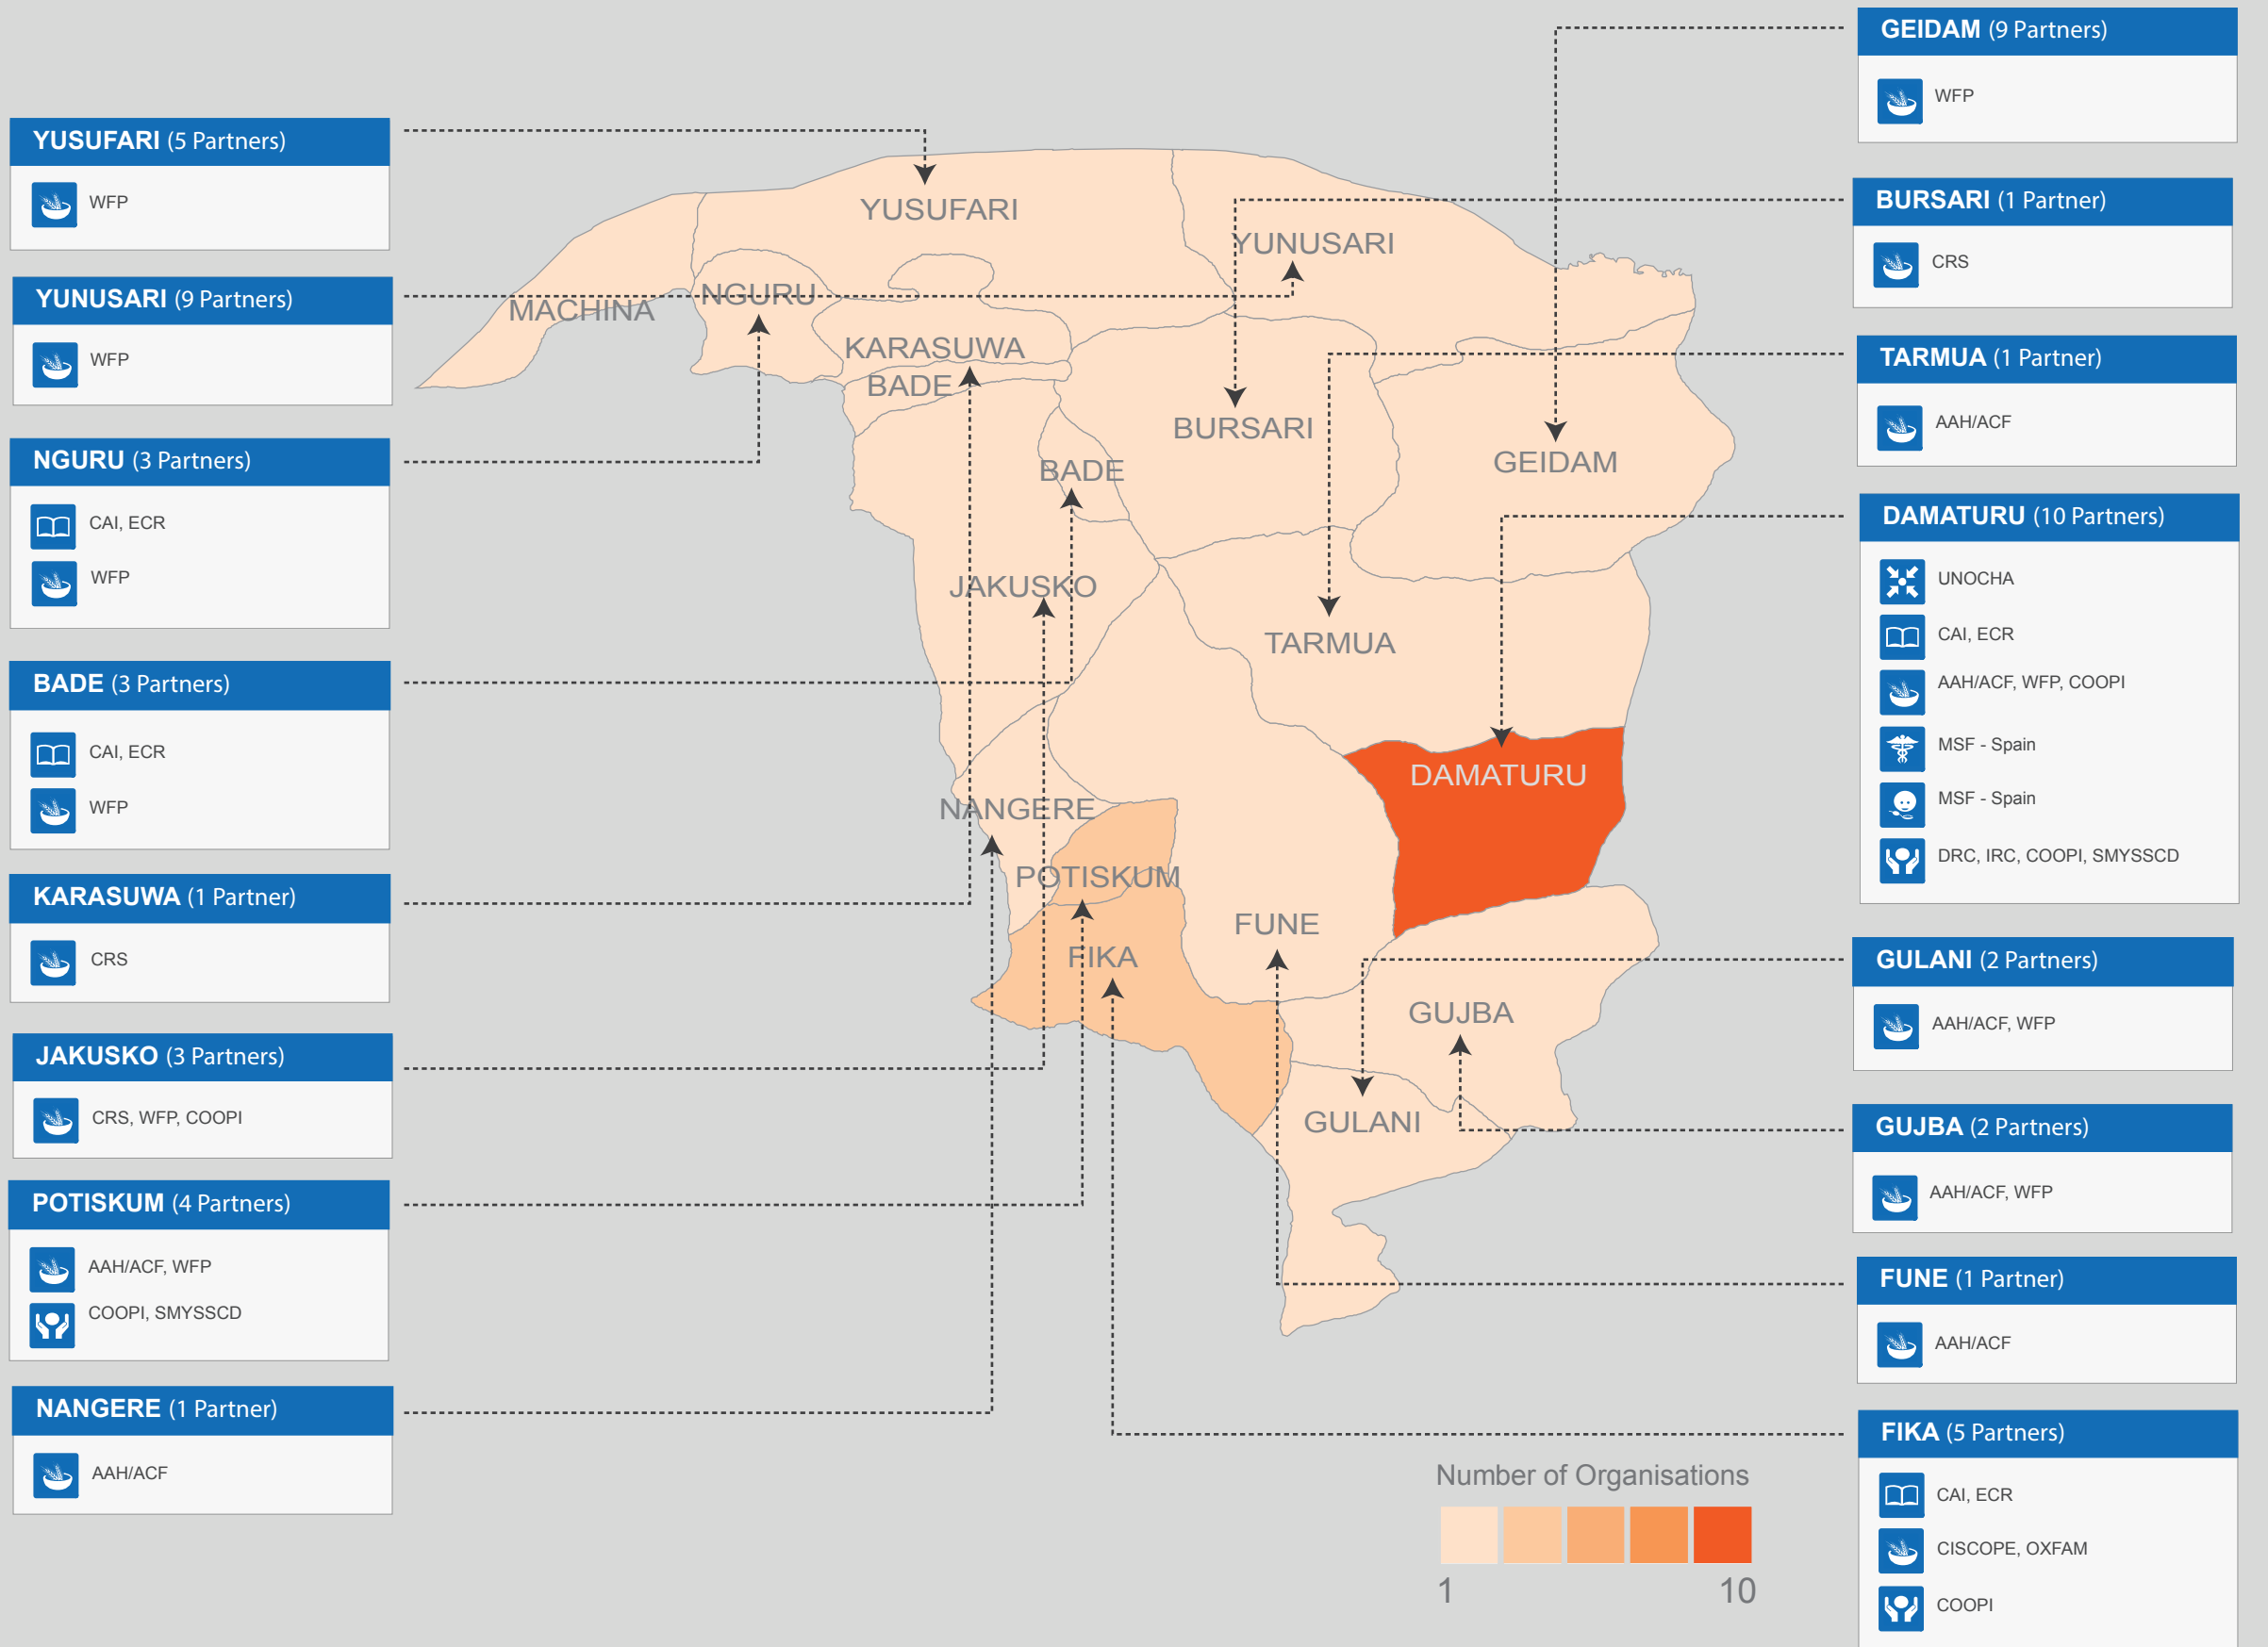 YUSUFARI (5 Partners)
WFP
YUNUSARI (9 Partners)
WFP
NGURU (3 Partners)
CAI, ECR
WFP
BADE (3 Partners)
CAI, ECR
WFP
KARASUWA (1 Partner)
CRS
JAKUSKO (3 Partners)
CRS, WFP, COOPI
POTISKUM (4 Partners)
AAH/ACF, WFP
COOPI, SMYSSCD
NANGERE (1 Partner)
AAH/ACF
YUSUFARI
YUNUSARI
NGURU
MACHINA
KARASUWA
BADE
BURSARI
GEIDAM
BADE
JAKUSKO
TARMUA
DAMATURU
NANGERE
POTISKUM
FUNE
FIKA
GUJBA
GULANI
Number of Organisations
1 10
GEIDAM (9 Partners)
WFP
BURSARI (1 Partner)
CRS
TARMUA (1 Partner)
AAH/ACF
DAMATURU (10 Partners)
UNOCHA
CAI, ECR
AAH/ACF, WFP, COOPI
MSF - Spain
MSF - Spain
DRC, IRC, COOPI, SMYSSCD
GULANI (2 Partners)
AAH/ACF, WFP
GUJBA (2 Partners)
AAH/ACF, WFP
FUNE (1 Partner)
AAH/ACF
FIKA (5 Partners)
CAI, ECR
CISCOPE, OXFAM
COOPI